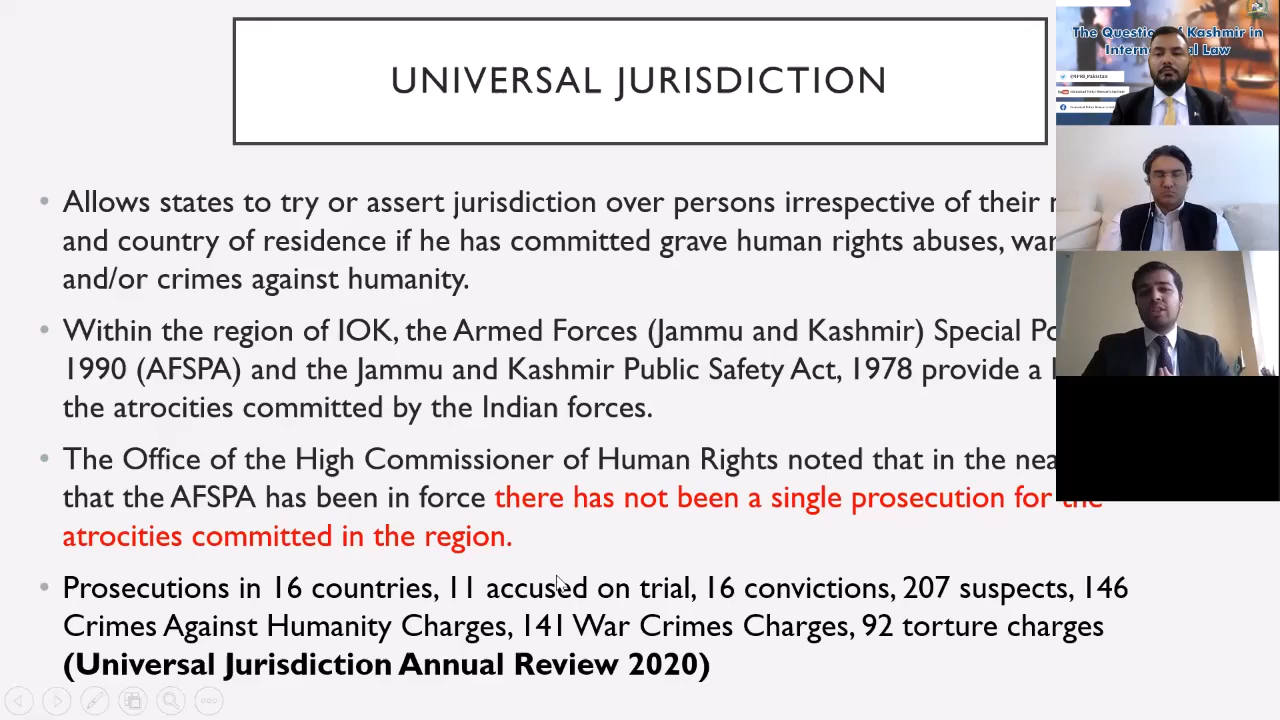 UNIVERSAL JURISDICTION
Allows states to try or assert jurisdiction over persons irrespective of their
and country of residence if he has committed grave human rights abuses, war
and/or crimes against humanity.
Within the region of IOK, the Armed Forces (Jammu and Kashmir) Special
1990 (AFSPA) and the Jammu and Kashmir Public Safety Act, 1978 provide a
the atrocities committed by the Indian forces.
The Office of the High Commissioner of Human Rights noted that in the
that the AFSPA has been in force there has not been a single prosecution for the
atrocities committed in the region.
Prosecutions in 16 countries, 11 accused on trial, 16 convictions, 207 suspects, 146
Crimes Against Humanity Charges, 141 War Crimes Charges, 92 torture charges
(Universal Jurisdiction Annual Review 2020)
The Kashmir in
Law